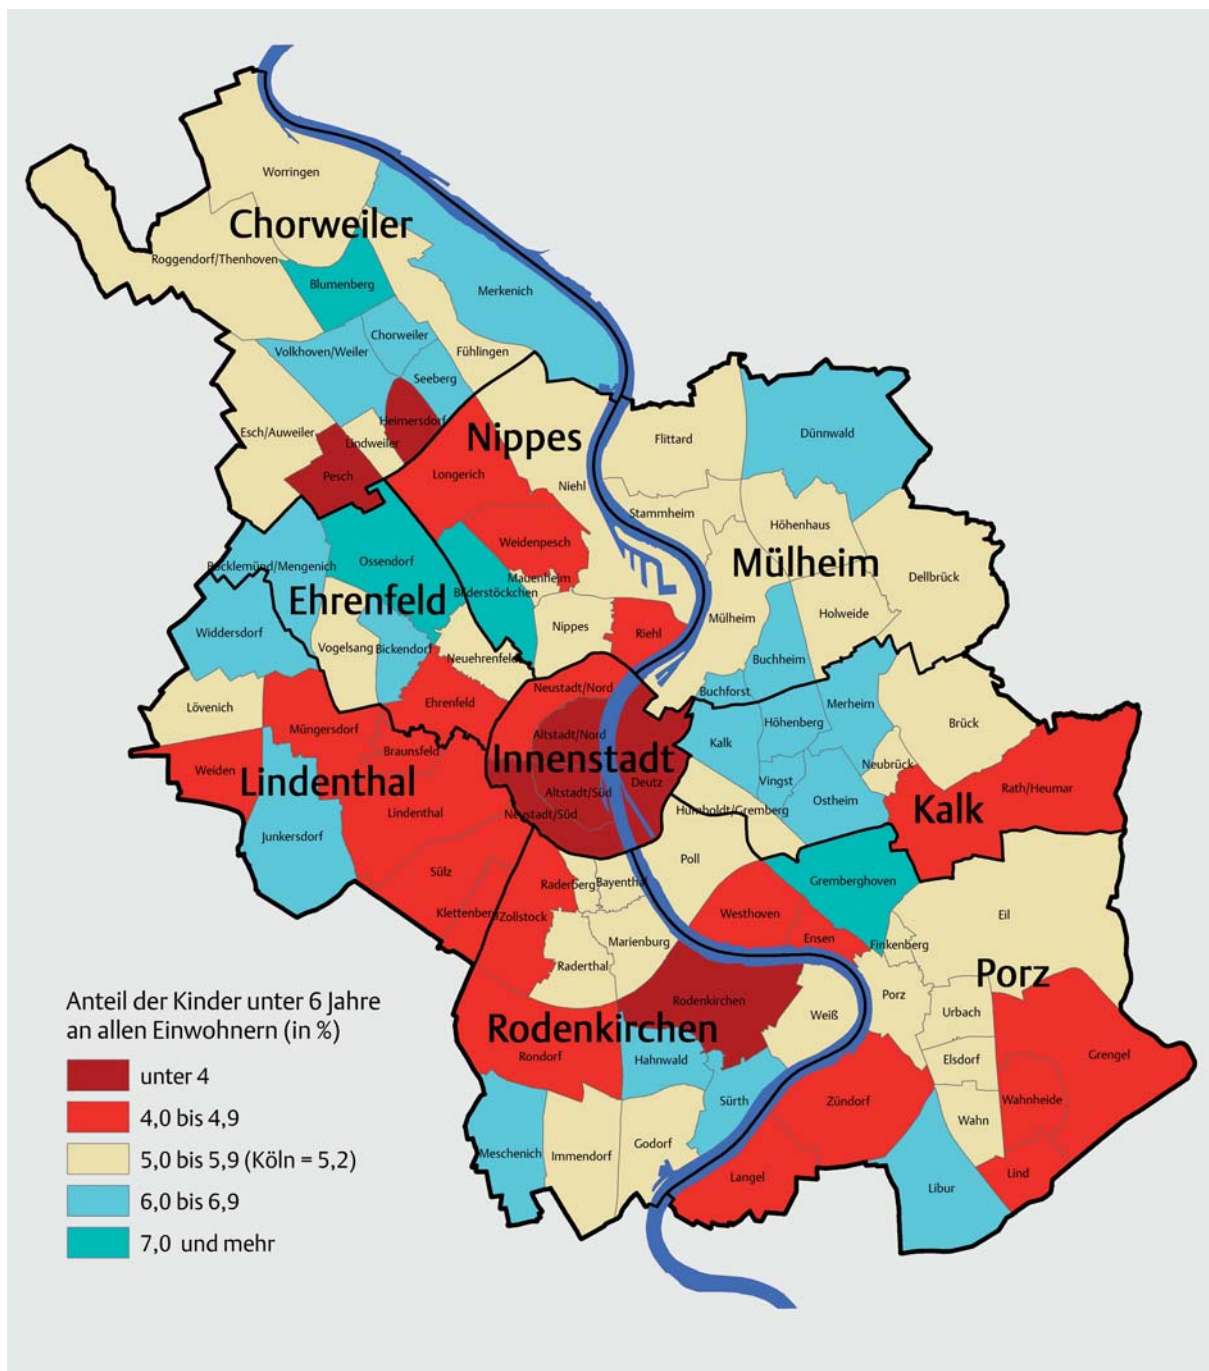 Worringen
Chorweiler
Roggendorf/Thenhoven
Blumenberg
Merkenich
Chorweiler
Volkhoven/Weiler
Fühlingen
Seeberg
Heimersdorf
Esch/Auweiler
Lindweiler
Pesch
Nippes
Longerich
Niehl
Flittard
Dünnwald
Stammheim
Höhenhaus
Weidenpesch
Mülheim
Dellbrück
Ossendorf
Bocklemünd/Mengenich
Mauenheim
Bilderstöckchen
Ehrenfeld
Holweide
Mülheim
Nippes
Riehl
Widdersdorf
Vogelsang
Bickendorf
Neuehrenfeld
Buchheim
Buchforst
Neustadt/Nord
Ehrenfeld
Merheim
Lövenich
Müngersdorf
Brück
Höhenberg
Altstadt/Nord
Kalk
Braunsfeld
Innenstadt
Neubrück
Weiden
Lindenthal
Deutz
Vingst
Rath/Heumar
Altstadt/Süd
Ostheim
Kalk
Lindenthal
Neustadt/Süd
Humboldt/Gremberg
Junkersdorf
Poll
Sülz
Raderberg
Bayenthal
Gremberghoven
Klettenberg
Zollstock
Westhoven
Eil
Ensen
Marienburg
Finkenberg
Raderthal
Porz
Porz
Rodenkirchen
Weiß
Urbach
Rodenkirchen
Rondorf
Hahnwald
Elsdorf
Grengel
Sürth
Zündorf
Wahnheide
Wahn
Godorf
Meschenich
Immendorf
Langel
Libur
Lind
Anteil der Kinder unter 6 Jahre
an allen Einwohnern (in %)
unter 4
4,0 bis 4,9
5,0 bis 5,9 (Köln = 5,2)
6,0 bis 6,9
7,0 und mehr